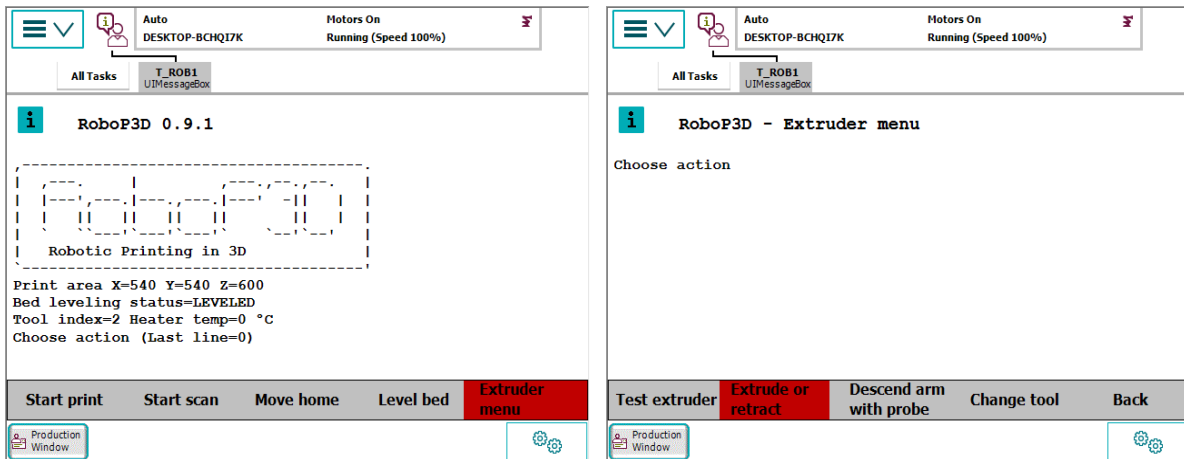 Auto
DESKTOP-BCHQI7K
Motors On
Running (Speed 100%)
All Tasks
T_ROB1
UIMessageBox
RoboP3D 0.9.1
RoboP3D
Robotic Printing in 3D
Print area X=540 Y=540 Z=600
Bed leveling status=LEVELED
Tool index=2 Heater temp=0 °C
Choose action (Last line=0)
Start print
Start scan
Move home
Level bed
Extruder
menu
Production
Window
Auto
DESKTOP-BCHQI7K
Motors On
Running (Speed 100%)
All Tasks
T_ROB1
UIMessageBox
RoboP3D - Extruder menu
Choose action
Test extruder
Extrude or
retract
Descend arm
with probe
Change tool
Back
Production
Window